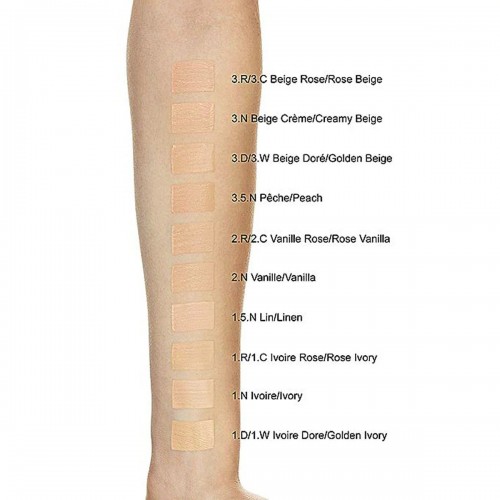 3.R/3.C Beige Rose/Rose Beige
3.N Beige Crème/Creamy Beige
3.D/3.W Beige Doré/Golden Beige
3.5.N Pêche/Peach
2.R/2.C Vanille Rose/Rose Vanilla
2.N Vanille/Vanilla
1.5.N Lin/Linen
1.R/1.C Ivoire Rose/Rose Ivory
1.N Ivoire/Ivory
1.D/1.W Ivoire Dore/Golden Ivory